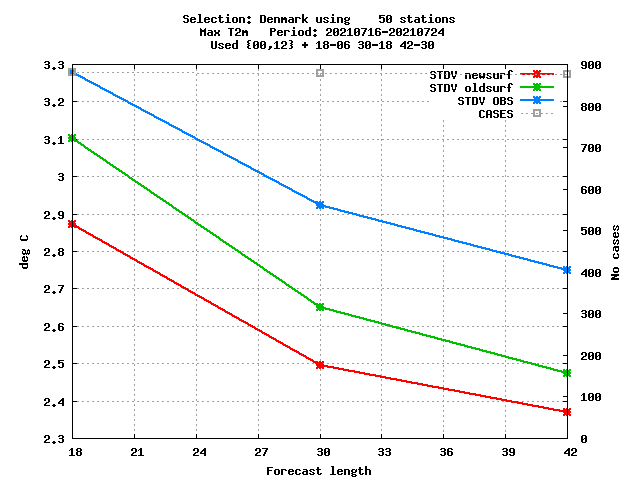 Selection: Denmark using    50 stations
Max T2m   Period: 20210716-20210724
Used {00,12} + 18-06 30-18 42-30
STDV newsurf
STDV oldsurf
STDV OBS
CASES
3.3
3.2
3.1
3
2.9
2.8
2.7
2.6
2.5
2.4
2.3
deg C
900
800
700
600
500
400
300
200
100
0
No cases
18 21 24 27 30 33 36 39 42
Forecast length